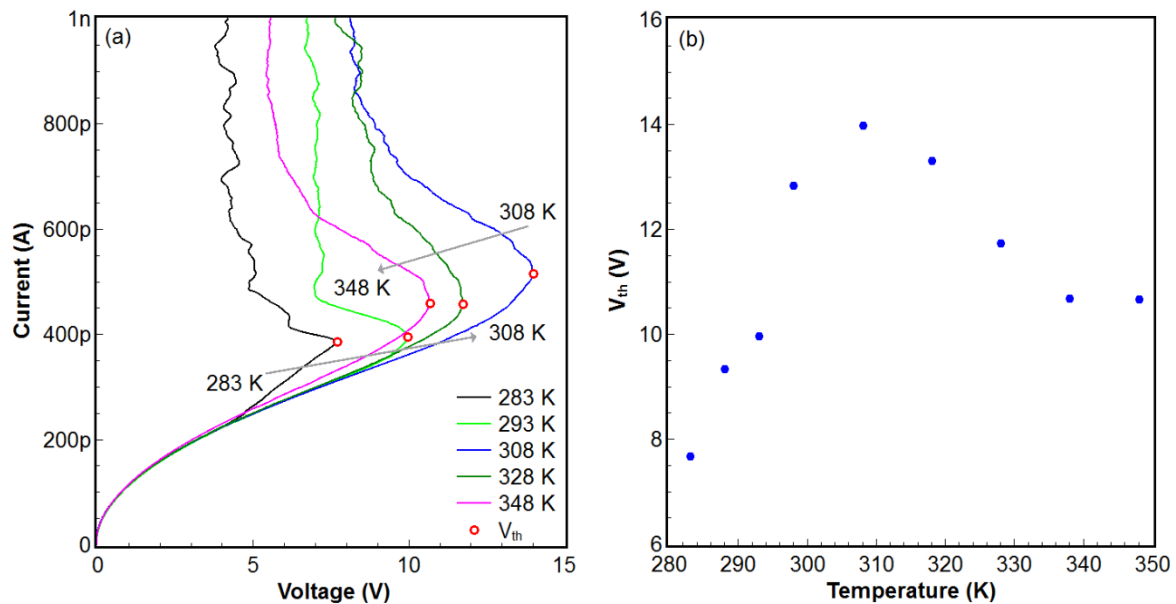 (a)
1n
800p
600p
400p
200p
0
0
5
10
15
Current (A)
Voltage (V)
308 K
348 K
308 K
283 K
283 K
293 K
308 K
328 K
348 K
Vth
(b)
16
14
12
10
8
6
280
290
300
310
320
330
340
350
Vth (V)
Temperature (K)